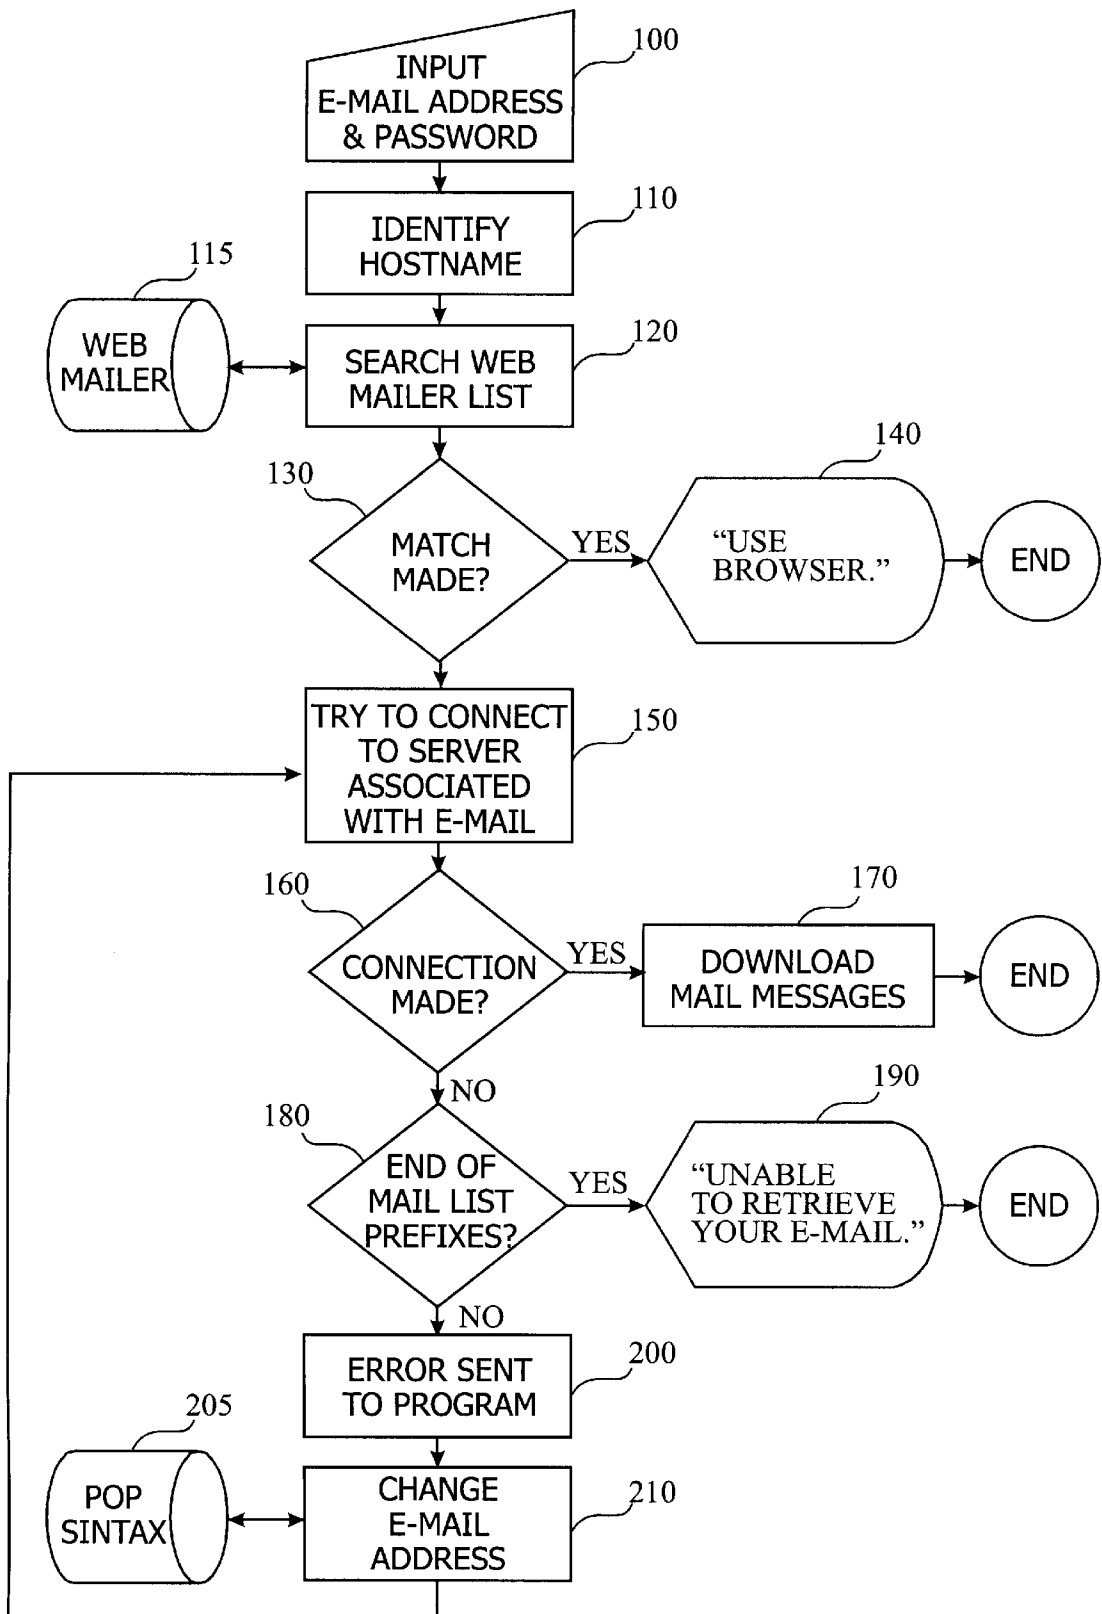 100
INPUT
E-MAIL ADDRESS
& PASSWORD
110
IDENTIFY
HOSTNAME
115
WEB
MAILER
120
SEARCH WEB
MAILER LIST
130
MATCH
MADE?
YES
140
“USE
BROWSER.”
END
150
TRY TO CONNECT
TO SERVER
ASSOCIATED
WITH E-MAIL
160
CONNECTION
MADE?
YES
170
DOWNLOAD
MAIL MESSAGES
END
NO
180
END OF
MAIL LIST
PREFIXES?
YES
190
“UNABLE
TO RETRIEVE
YOUR E-MAIL.”
END
NO
200
ERROR SENT
TO PROGRAM
205
POP
SINTAX
210
CHANGE
E-MAIL
ADDRESS